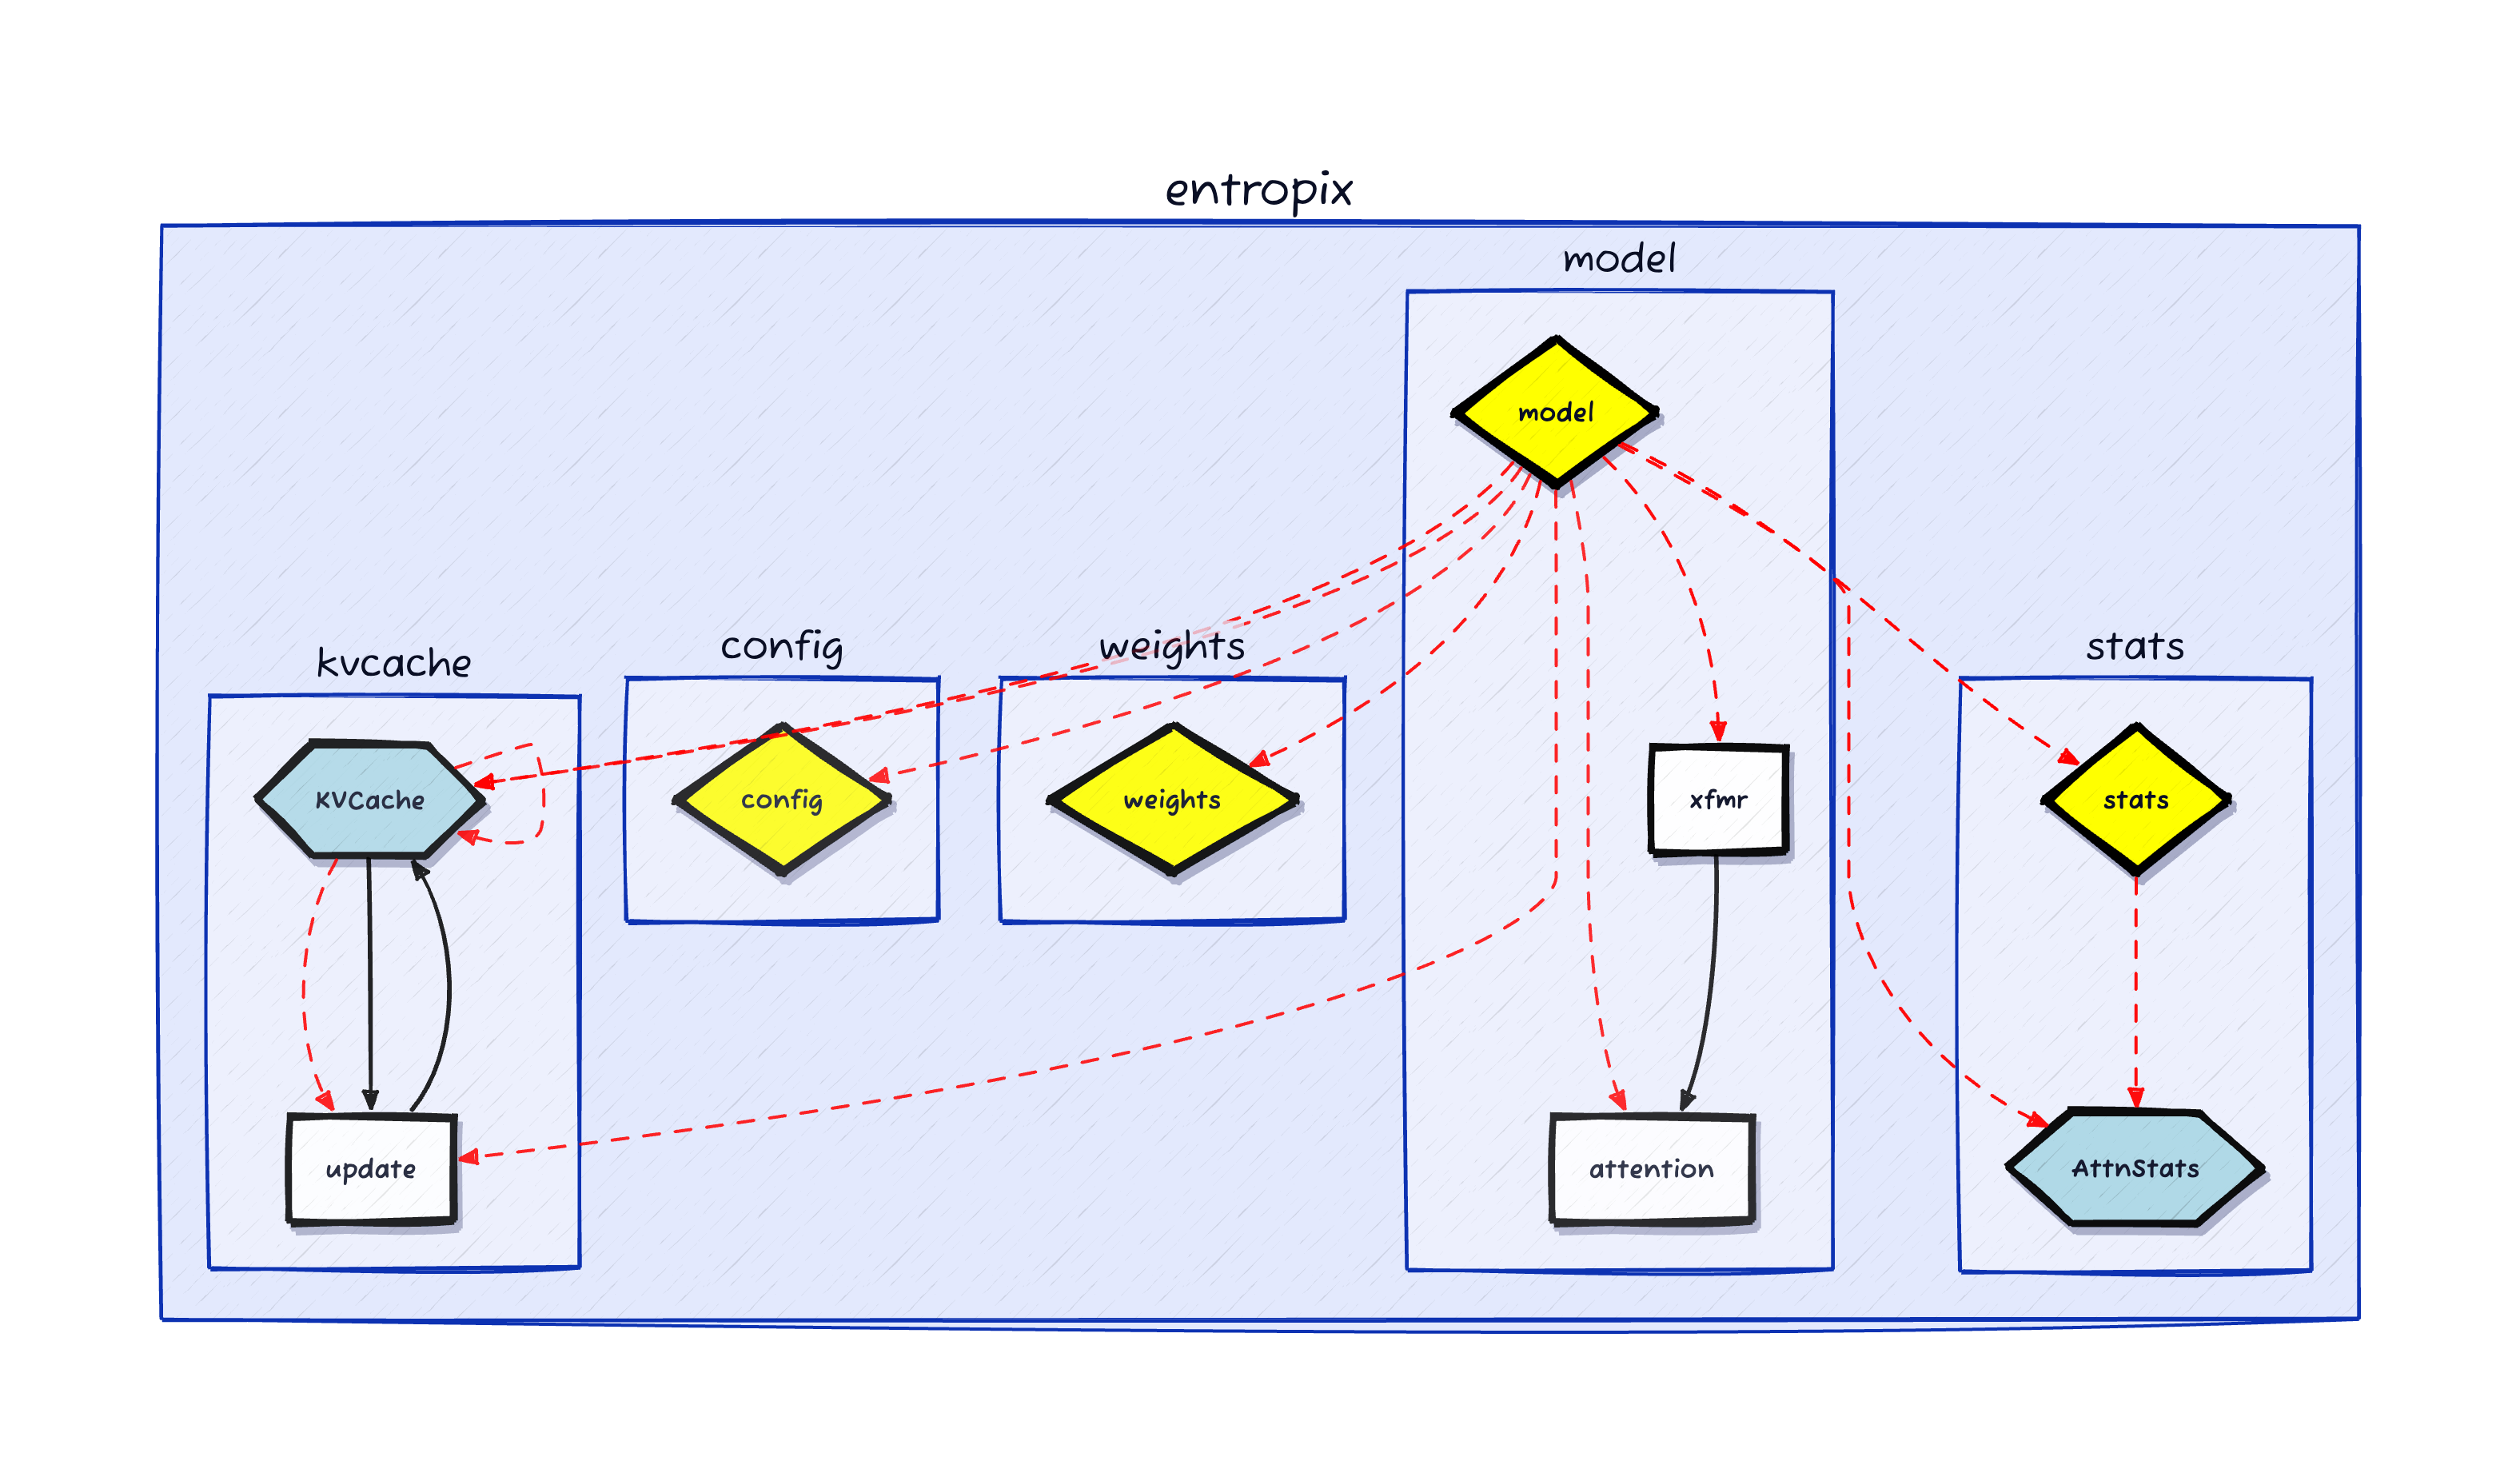 entropix
model
model
kvcache
config
weights
stats
KVCache
config
weights
xfmr
stats
update
attention
AttnStats